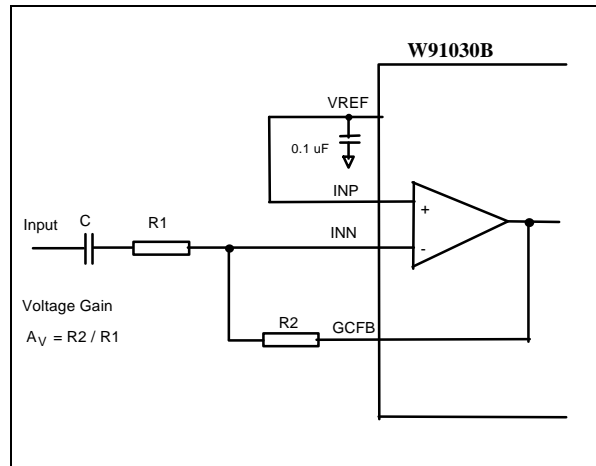 W91030B
VREF
0.1 uF
INP
+
Input
C
R1
INN
-
Voltage Gain
R2
GCFB
AV = R2 / R1